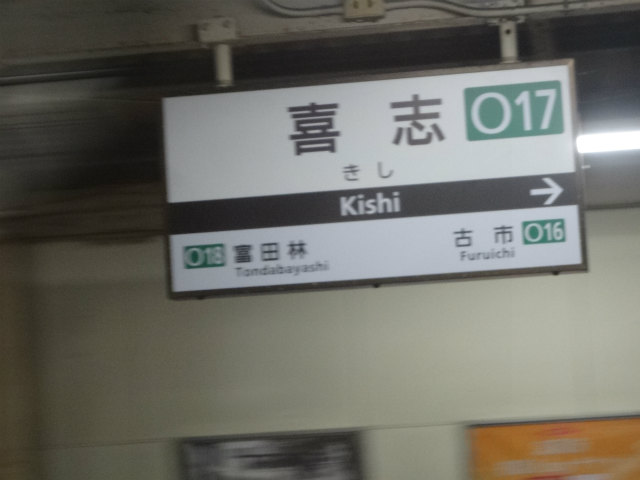 喜志 O17
きし
Kishi →
O18 富田林 古市 O16
Tondabayashi Furuichi